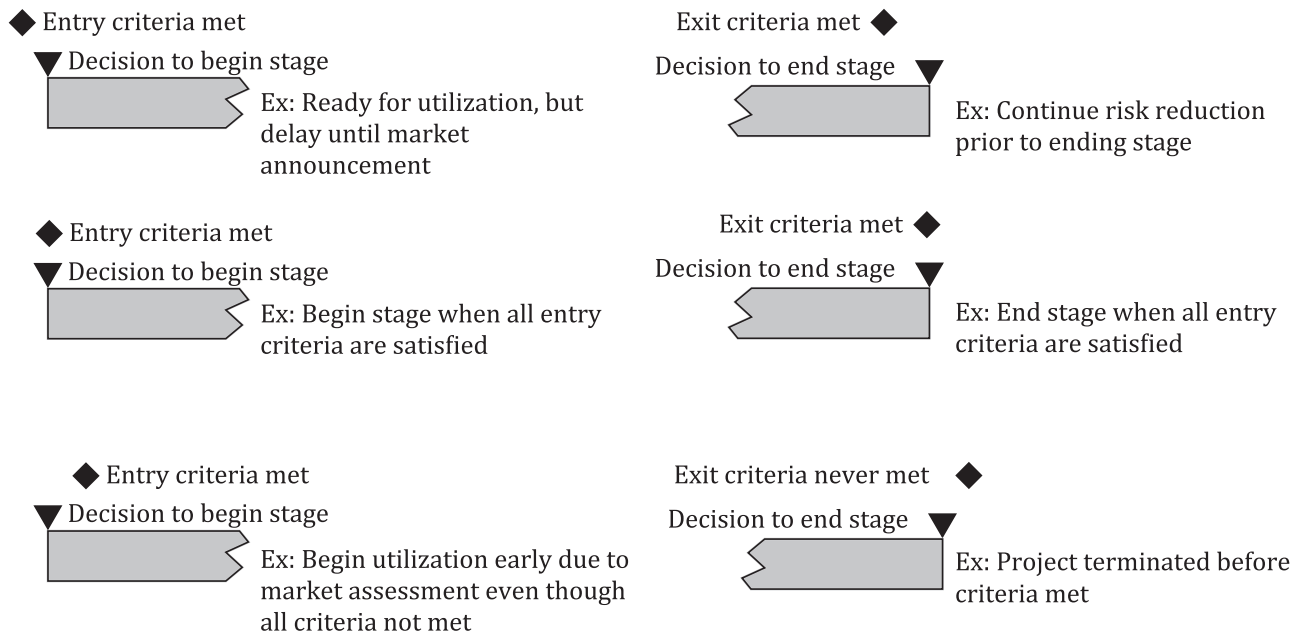 Entry criteria met
Decision to begin stage
Ex: Ready for utilization, but
delay until market
announcement
Exit criteria met
Decision to end stage
Ex: Continue risk reduction
prior to ending stage
Entry criteria met
Decision to begin stage
Ex: Begin stage when all entry
criteria are satisfied
Exit criteria met
Decision to end stage
Ex: End stage when all entry
criteria are satisfied
Entry criteria met
Decision to begin stage
Ex: Begin utilization early due to
market assessment even though
all criteria not met
Exit criteria never met
Decision to end stage
Ex: Project terminated before
criteria met